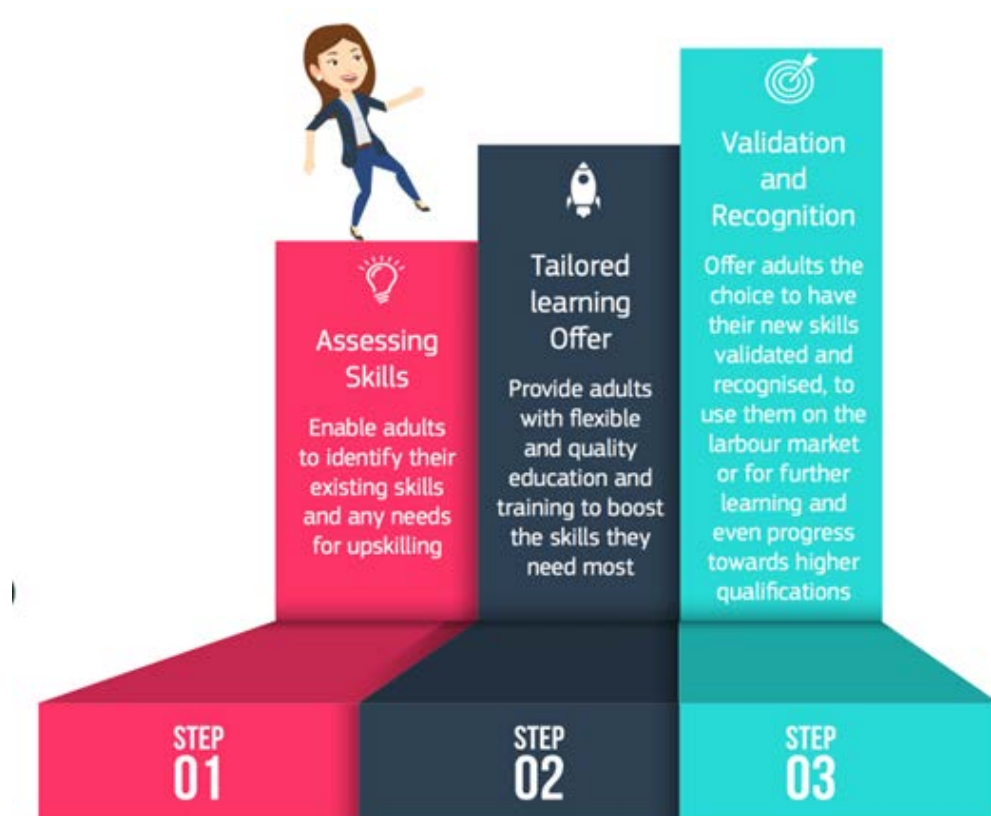 Assessing
Skills
Enable adults
to identify their
existing skills
and any needs
for upskilling
Tailored
learning
Offer
Provide adults
with flexible
and quality
education and
training to boost
the skills they
need most
Validation
and
Recognition
Offer adults the
choice to have
their new skills
validated and
recognised, to
use them on the
larbour market
or for further
learning and
even progress
towards higher
qualifications
STEP
01
STEP
02
STEP
03